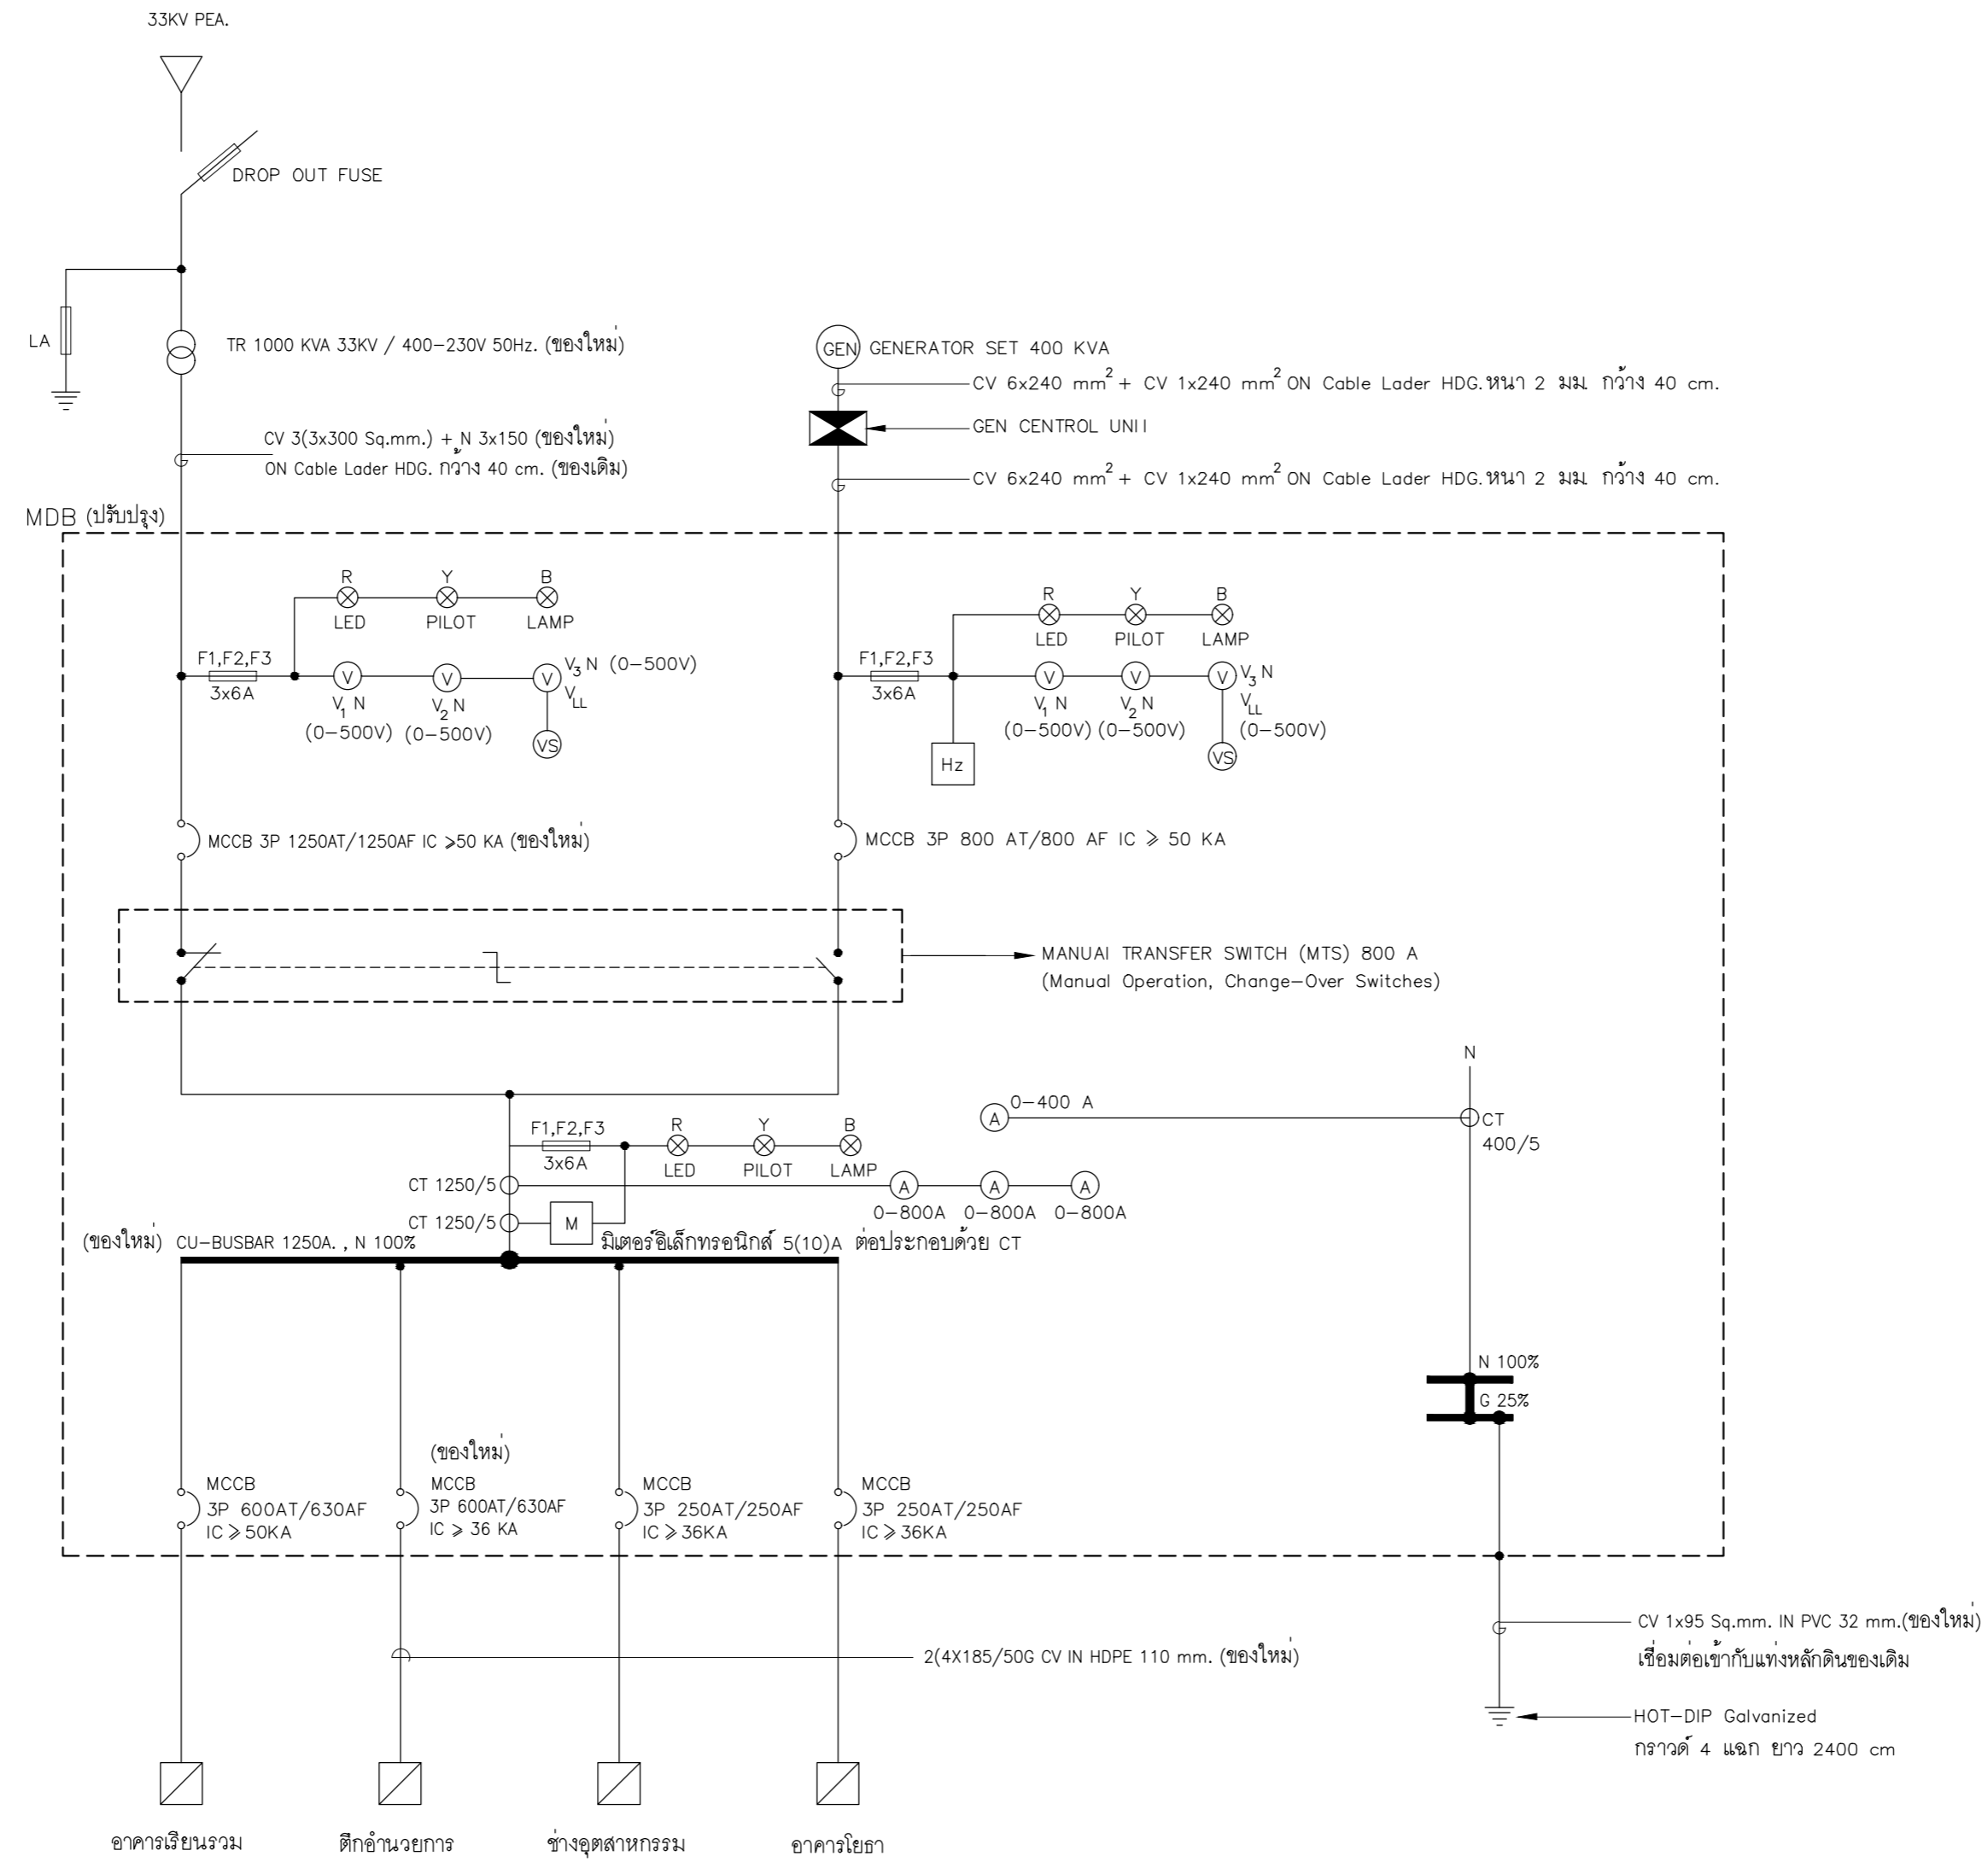 33KV PEA.
DROP OUT FUSE
LA
TR 1000 KVA 33KV / 400-230V 50Hz. (ของใหม่)
GEN
GENERATOR SET 400 KVA
CV 6x240 mm² + CV 1x240 mm² ON Cable Lader HDG.หนา 2 มม. กว้าง 40 cm.
GEN CENTROL UNII
CV 3(3x300 Sq.mm.) + N 3x150 (ของใหม่)
ON Cable Lader HDG. กว้าง 40 cm. (ของเดิม)
CV 6x240 mm² + CV 1x240 mm² ON Cable Lader HDG.หนา 2 มม. กว้าง 40 cm.
MDB (ปรับปรุง)
R Y B
LED PILOT LAMP
F1,F2,F3
3x6A
V V V
V₃ N (0-500V)
V₁ N V₂ N V_LL
(0-500V) (0-500V)
VS
R Y B
LED PILOT LAMP
F1,F2,F3
3x6A
V V V V₃ N
V₁ N V₂ N V_LL
(0-500V) (0-500V) (0-500V)
Hz
VS
MCCB 3P 1250AT/1250AF IC ⩾50 KA (ของใหม่)
MCCB 3P 800 AT/800 AF IC ⩾ 50 KA
MANUAI TRANSFER SWITCH (MTS) 800 A
(Manual Operation, Change-Over Switches)
N
A 0-400 A
CT
400/5
F1,F2,F3
3x6A
R Y B
LED PILOT LAMP
CT 1250/5
A A A
0-800A 0-800A 0-800A
CT 1250/5
M
(ของใหม่) CU-BUSBAR 1250A. , N 100%
มิเตอร์อิเล็กทรอนิกส์ 5(10)A ต่อประกอบด้วย CT
N 100%
G 25%
MCCB
3P 600AT/630AF
IC ⩾ 50KA
(ของใหม่)
MCCB
3P 600AT/630AF
IC ⩾ 36 KA
MCCB
3P 250AT/250AF
IC ⩾ 36KA
MCCB
3P 250AT/250AF
IC ⩾ 36KA
2(4X185/50G CV IN HDPE 110 mm. (ของใหม่)
CV 1x95 Sq.mm. IN PVC 32 mm.(ของใหม่)
เชื่อมต่อเข้ากับแท่งหลักดินของเดิม
HOT-DIP Galvanized
กราวด์ 4 แฉก ยาว 2400 cm
อาคารเรียนรวม
ตึกอำนวยการ
ช่างอุตสาหกรรม
อาคารโยธา